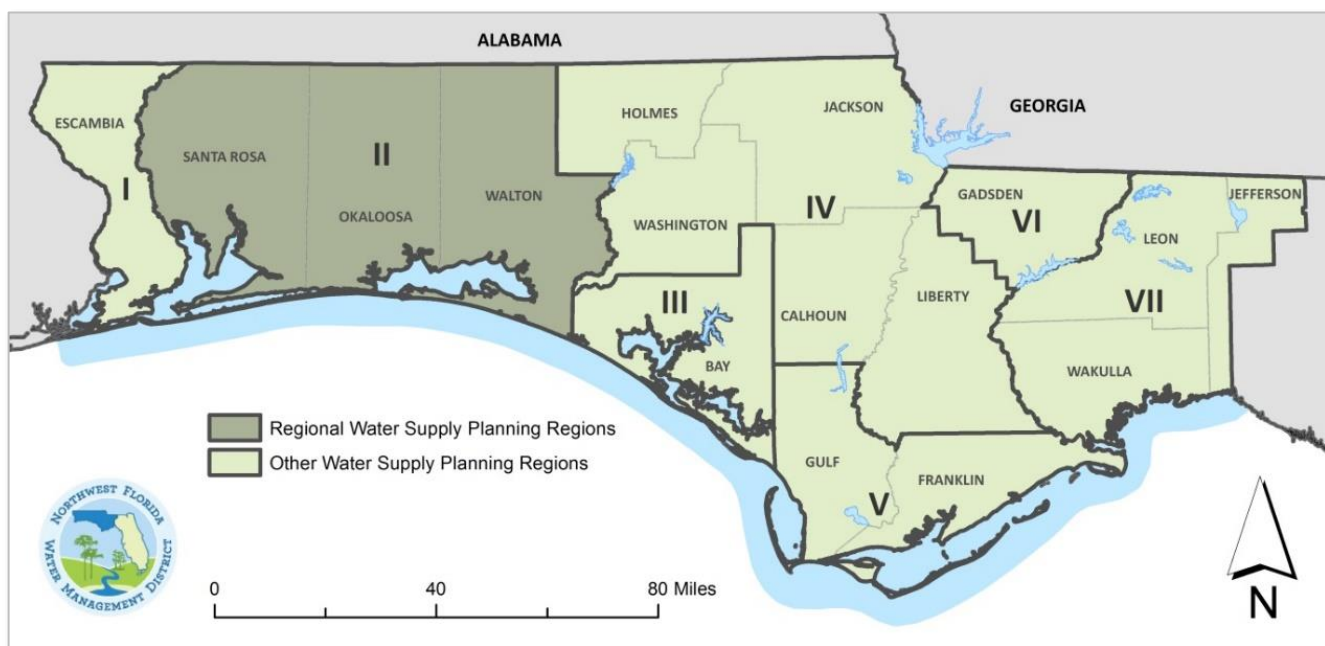 ALABAMA
GEORGIA
ESCAMBIA
I
SANTA ROSA
II
OKALOOSA
WALTON
HOLMES
JACKSON
WASHINGTON
IV
GADSDEN
VI
JEFFERSON
LEON
VII
LIBERTY
CALHOUN
III
BAY
WAKULLA
GULF
V
FRANKLIN
Regional Water Supply Planning Regions
Other Water Supply Planning Regions
NORTHWEST FLORIDA
WATER MANAGEMENT DISTRICT
0 40 80 Miles
N